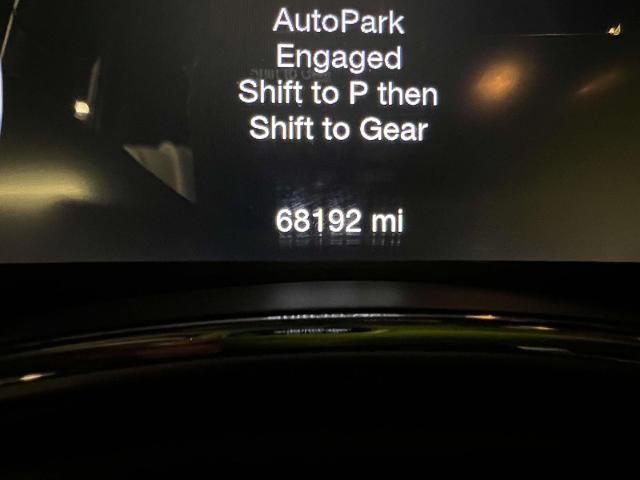 AutoPark
Engaged
Shift to P then
Shift to Gear
68192 mi